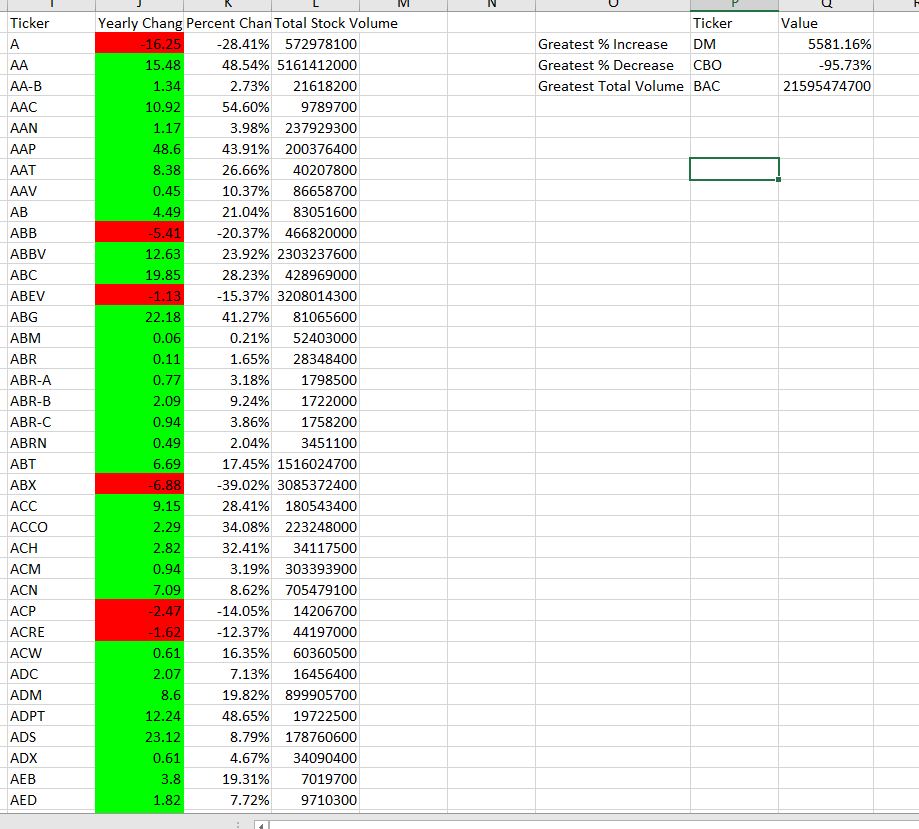 I J K L M N O P Q
Ticker Yearly Chang Percent Chan Total Stock Volume Ticker Value
A -16.25 -28.41% 572978100 Greatest % Increase DM 5581.16%
AA 15.48 48.54% 5161412000 Greatest % Decrease CBO -95.73%
AA-B 1.34 2.73% 21618200 Greatest Total Volume BAC 21595474700
AAC 10.92 54.60% 9789700
AAN 1.17 3.98% 237929300
AAP 48.6 43.91% 200376400
AAT 8.38 26.66% 40207800
AAV 0.45 10.37% 86658700
AB 4.49 21.04% 83051600
ABB -5.41 -20.37% 466820000
ABBV 12.63 23.92% 2303237600
ABC 19.85 28.23% 428969000
ABEV -1.13 -15.37% 3208014300
ABG 22.18 41.27% 81065600
ABM 0.06 0.21% 52403000
ABR 0.11 1.65% 28348400
ABR-A 0.77 3.18% 1798500
ABR-B 2.09 9.24% 1722000
ABR-C 0.94 3.86% 1758200
ABRN 0.49 2.04% 3451100
ABT 6.69 17.45% 1516024700
ABX -6.88 -39.02% 3085372400
ACC 9.15 28.41% 180543400
ACCO 2.29 34.08% 223248000
ACH 2.82 32.41% 34117500
ACM 0.94 3.19% 303393900
ACN 7.09 8.62% 705479100
ACP -2.47 -14.05% 14206700
ACRE -1.62 -12.37% 44197000
ACW 0.61 16.35% 60360500
ADC 2.07 7.13% 16456400
ADM 8.6 19.82% 899905700
ADPT 12.24 48.65% 19722500
ADS 23.12 8.79% 178760600
ADX 0.61 4.67% 34090400
AEB 3.8 19.31% 7019700
AED 1.82 7.72% 9710300